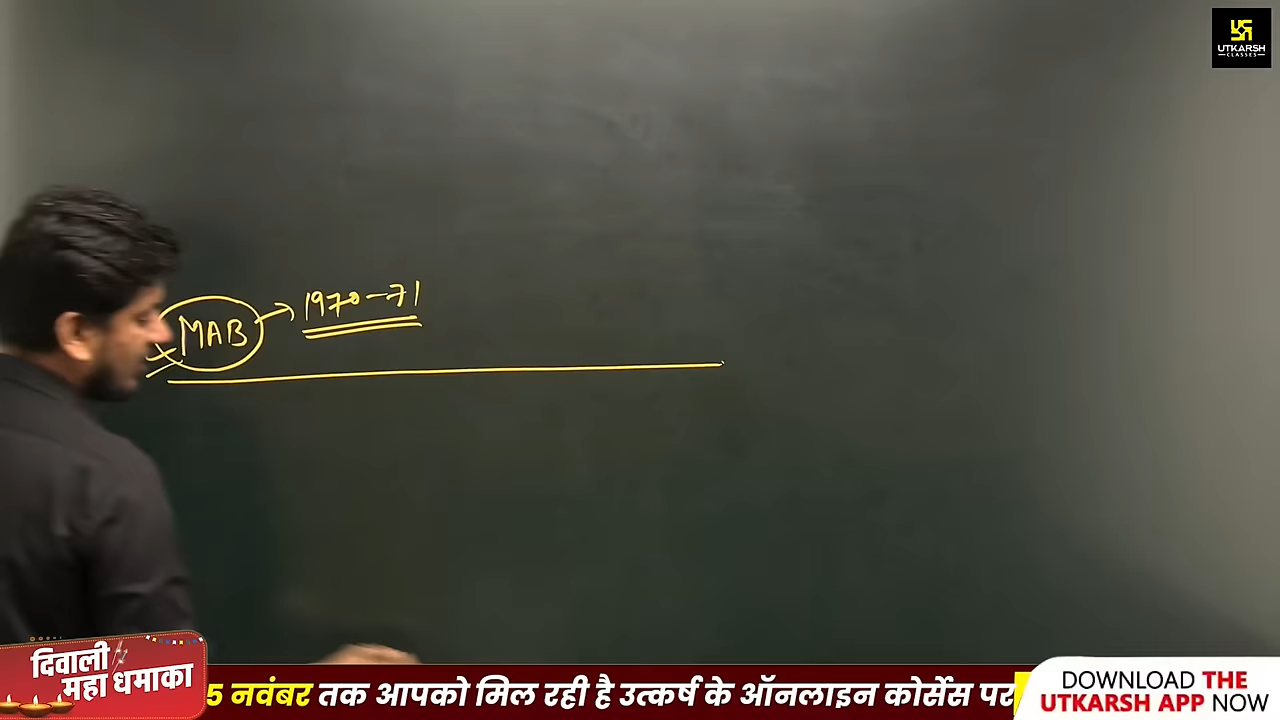 UTKARSH
CLASSES
MAB → 1970-71
दिवाली
महा धमाका
5 नवंबर तक आपको मिल रही है उत्कर्ष के ऑनलाइन कोर्सेस पर
DOWNLOAD THE
UTKARSH APP NOW